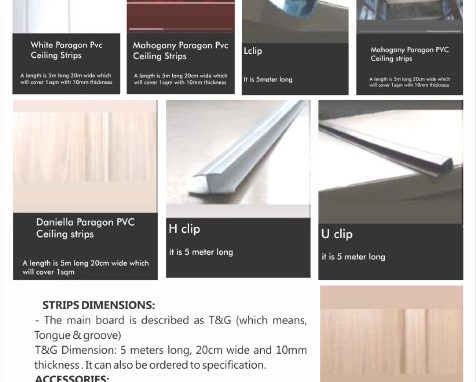 White Paragon Pvc
Ceiling Strips
A length is 5m long 20m wide which
will cover 1sqm with 10mm thickness
Mahogany Paragon Pvc
Ceiling Strips
A length is 5m long 20m wide which
will cover 1sqm with 10mm thickness
Lclip
It is 5meter long
Mahogany Paragon PVC
Ceiling strips
A length is 5m long 20cm wide which
will cover 1sqm with 10mm thickness
Daniella Paragon PVC
Ceiling strips
A length is 5m long 20cm wide which
will cover 1sqm
H clip
it is 5 meter long
U clip
it is 5 meter long
STRIPS DIMENSIONS:
- The main board is described as T&G (which means,
Tongue & groove)
T&G Dimension: 5 meters long, 20cm wide and 10mm
thickness . It can also be ordered to specification.
ACCESSORIES: